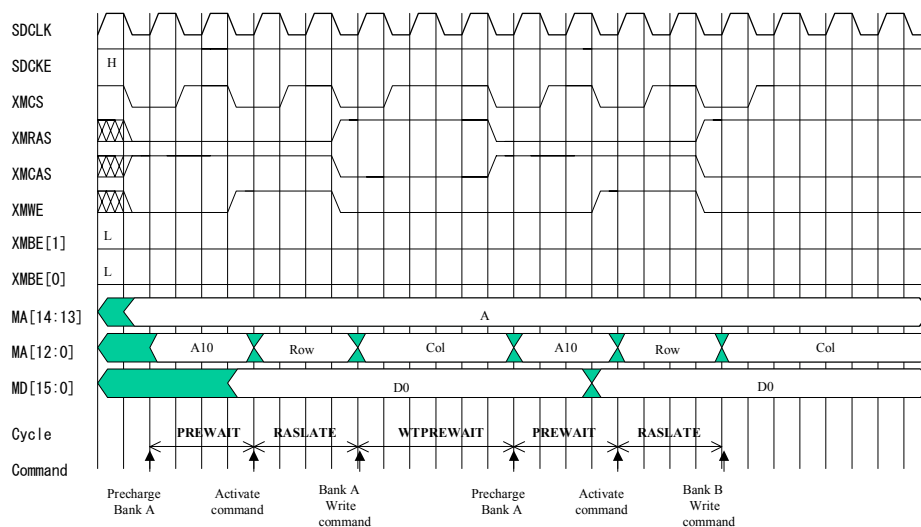 SDCLK
SDCKE H
XMCS
XMRAS
XMCAS
XMWE
XMBE[1] L
XMBE[0] L
MA[14:13] A
MA[12:0] A10 Row Col A10 Row Col
MD[15:0] D0 D0
Cycle PREWAIT RASLATE WTPREWAIT PREWAIT RASLATE
Command
Precharge Bank A
Activate command
Bank A Write command
Precharge Bank A
Activate command
Bank B Write command